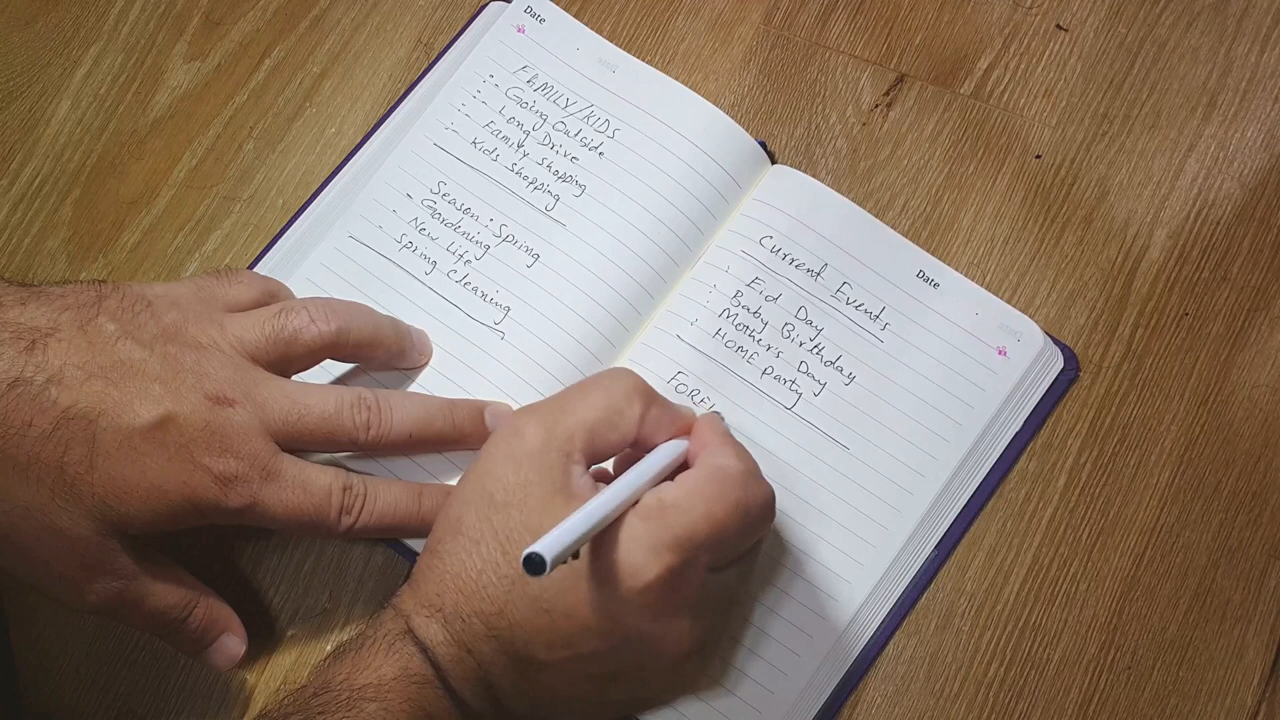 Date
FAMILY/KIDS
:- Going Outside
:- Long Drive
:- Family shopping
:- Kids shopping
Season: Spring
- Gardening
- New Life
- Spring Cleaning
Date
Current Events
: Eid Day
: Baby Birthday
: Mother's Day
: HOME party
FOREI